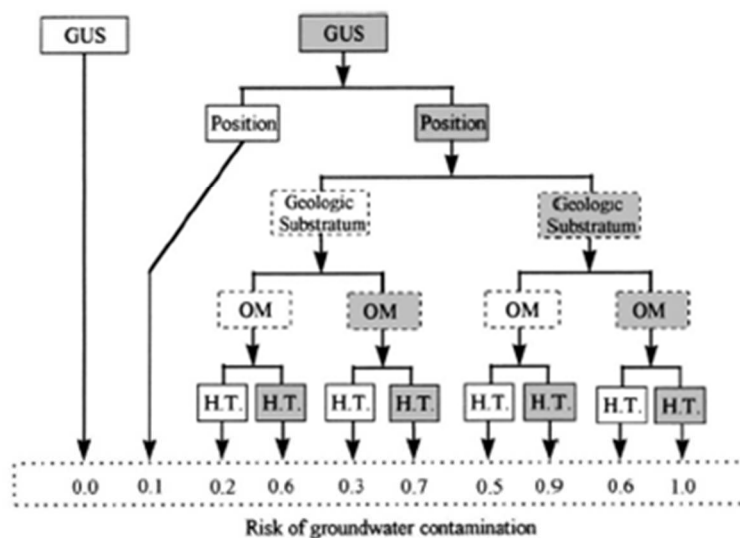 GUS
GUS
Position
Position
Geologic
Substratum
Geologic
Substratum
OM
OM
OM
OM
H.T.
H.T.
H.T.
H.T.
H.T.
H.T.
H.T.
H.T.
0.0
0.1
0.2
0.6
0.3
0.7
0.5
0.9
0.6
1.0
Risk of groundwater contamination